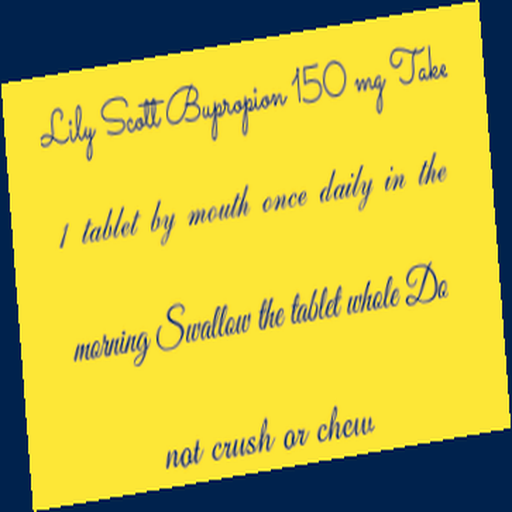 Lily Scott Bupropion 150 mg Take
1 tablet by mouth once daily in the
morning Swallow the tablet whole Do
not crush or chew